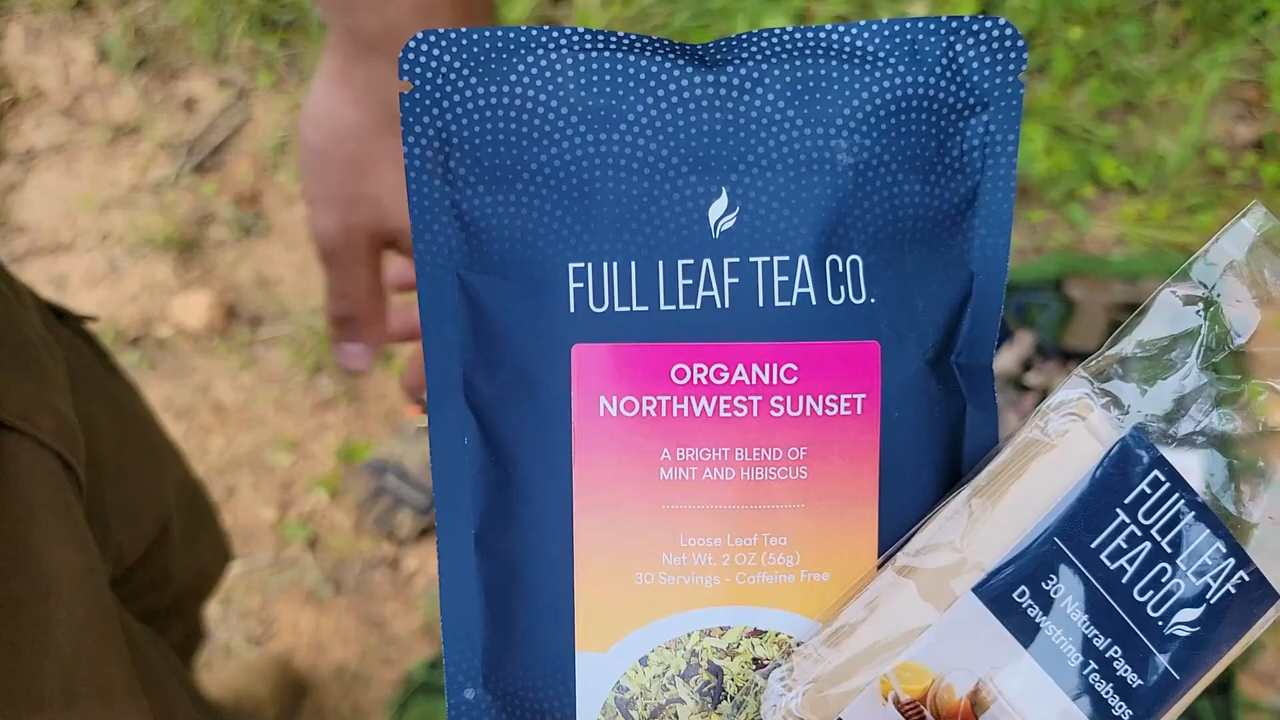 FULL LEAF TEA CO.
ORGANIC
NORTHWEST SUNSET
A BRIGHT BLEND OF
MINT AND HIBISCUS
Loose Leaf Tea
Net Wt. 2 OZ (56g)
30 Servings - Caffeine Free
FULL LEAF
TEA CO.
30 Natural Paper
Drawstring Teabags